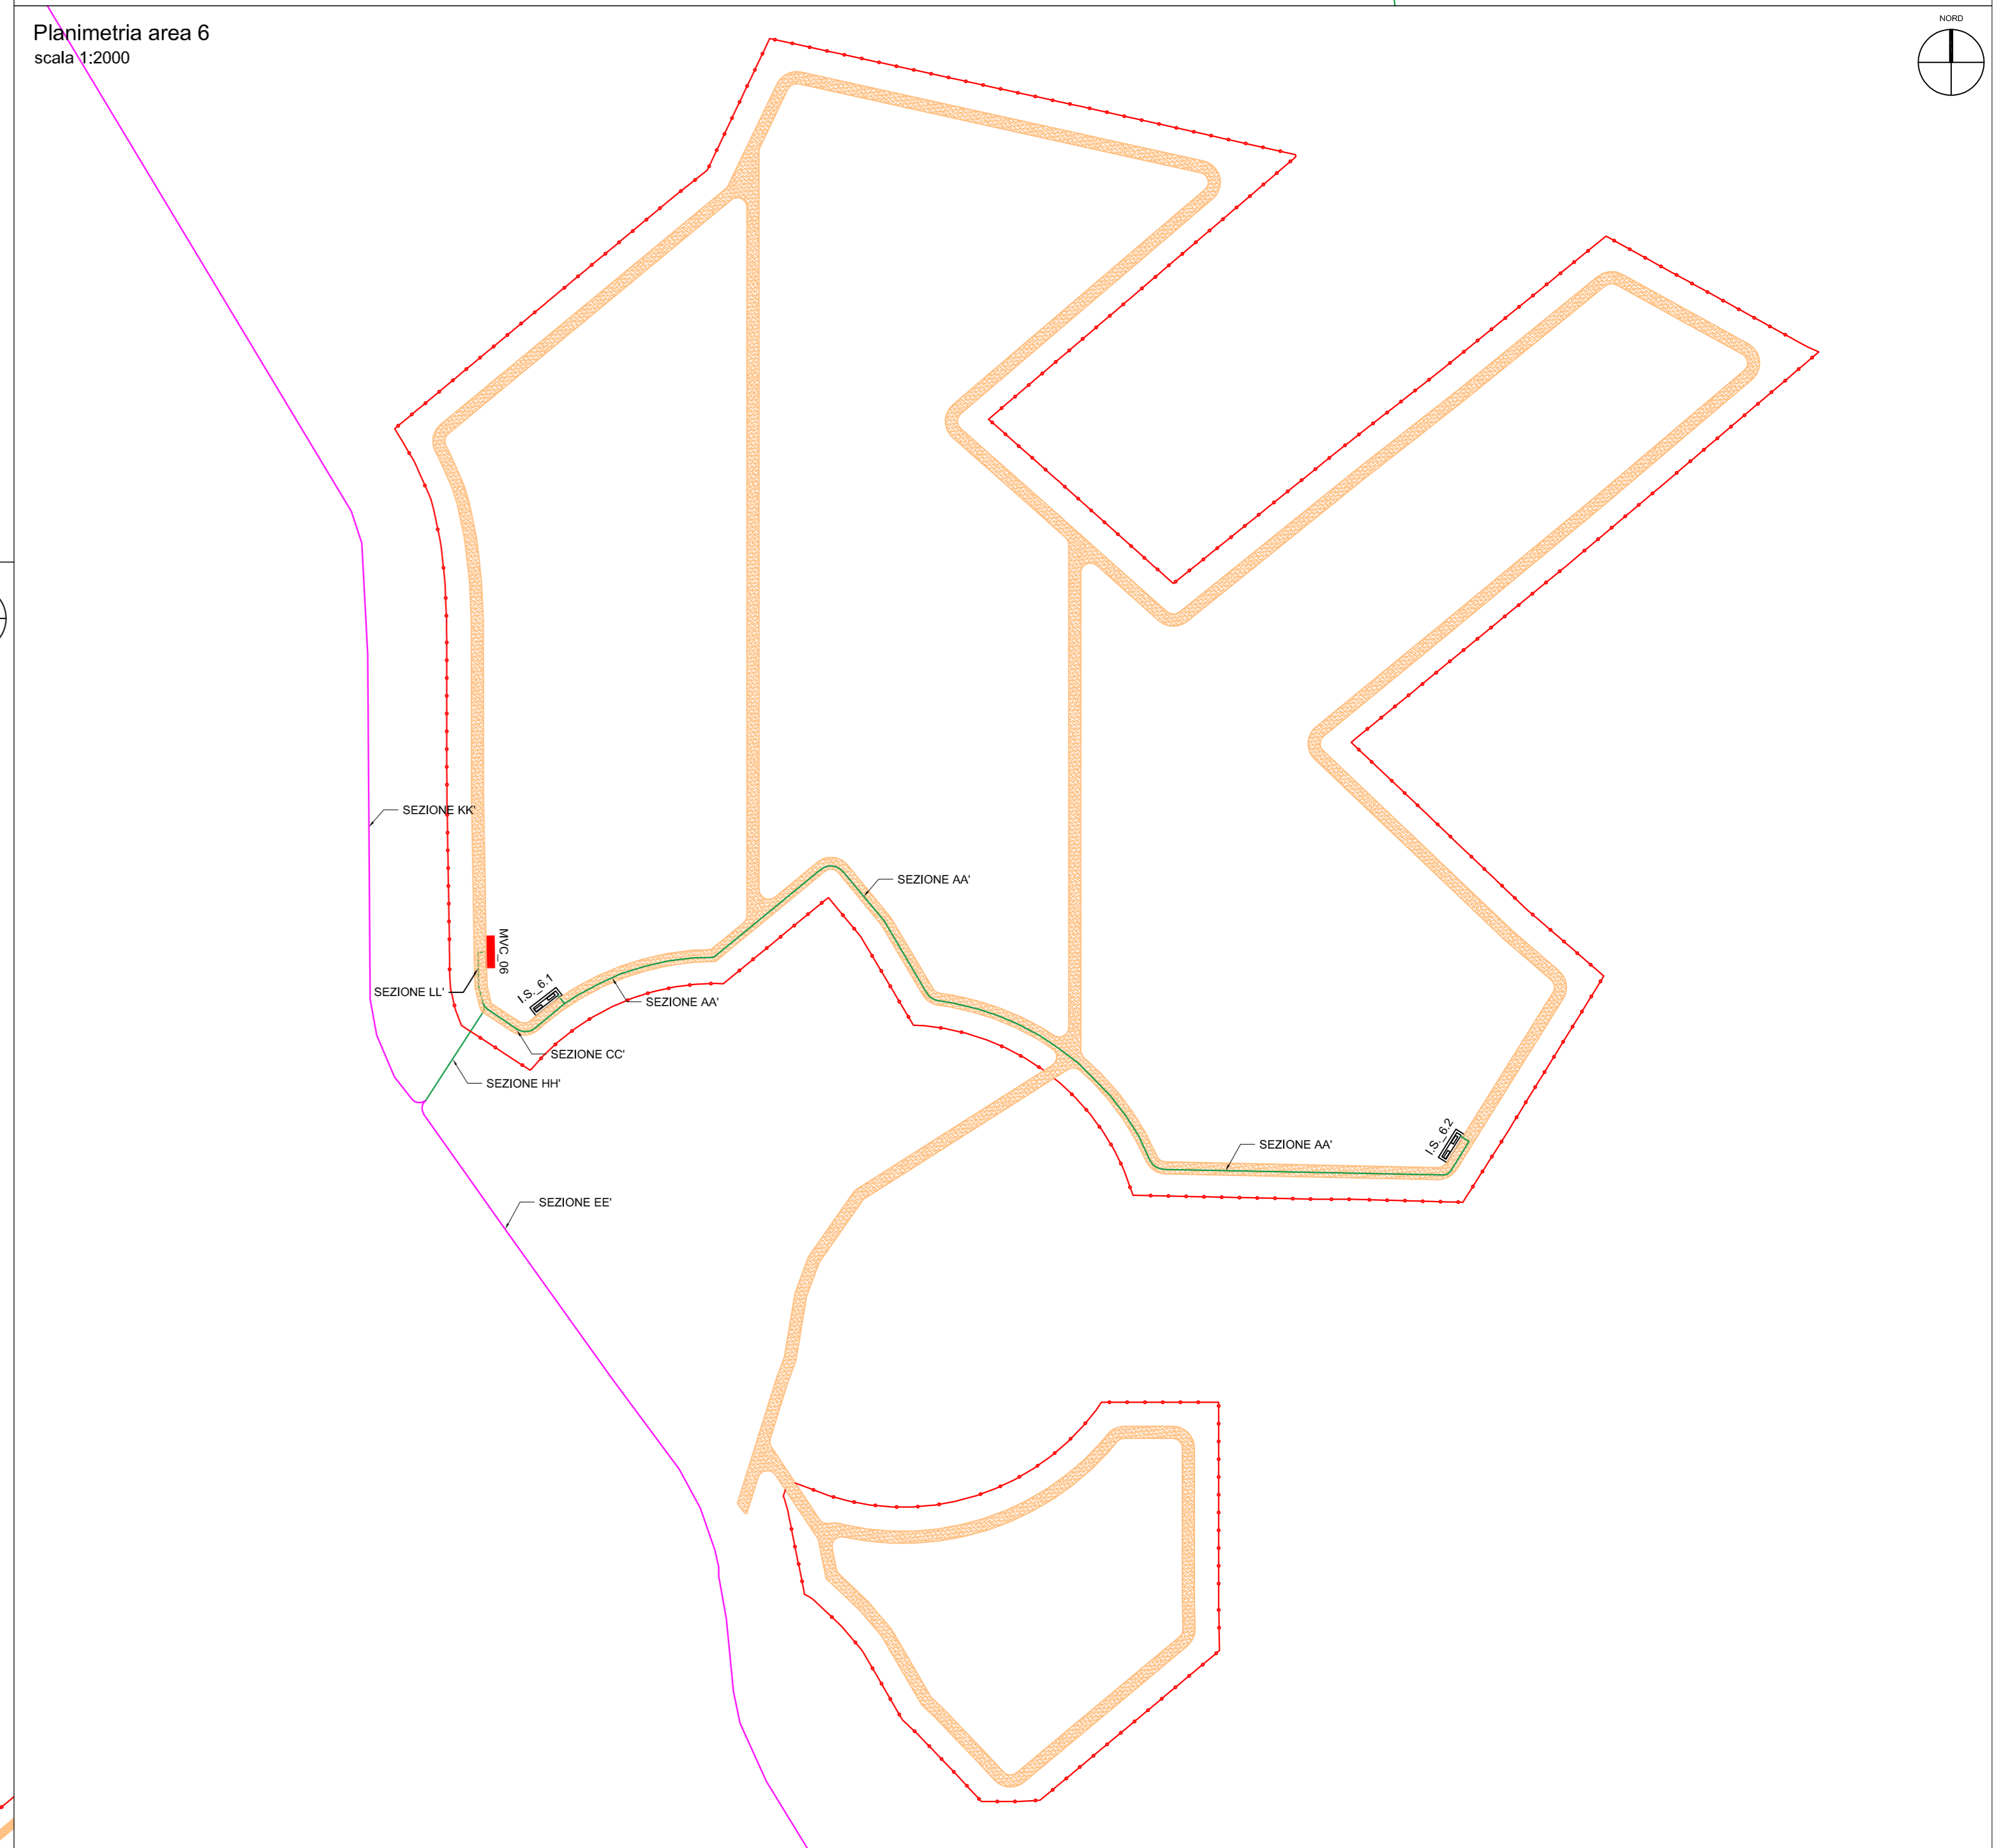 Planimetria area 6
scala 1:2000
NORD
SEZIONE KK'
SEZIONE AA'
MVC_06
SEZIONE LL'
I.S._6.1
SEZIONE AA'
SEZIONE CC'
SEZIONE HH'
I.S._6.2
SEZIONE AA'
SEZIONE EE'